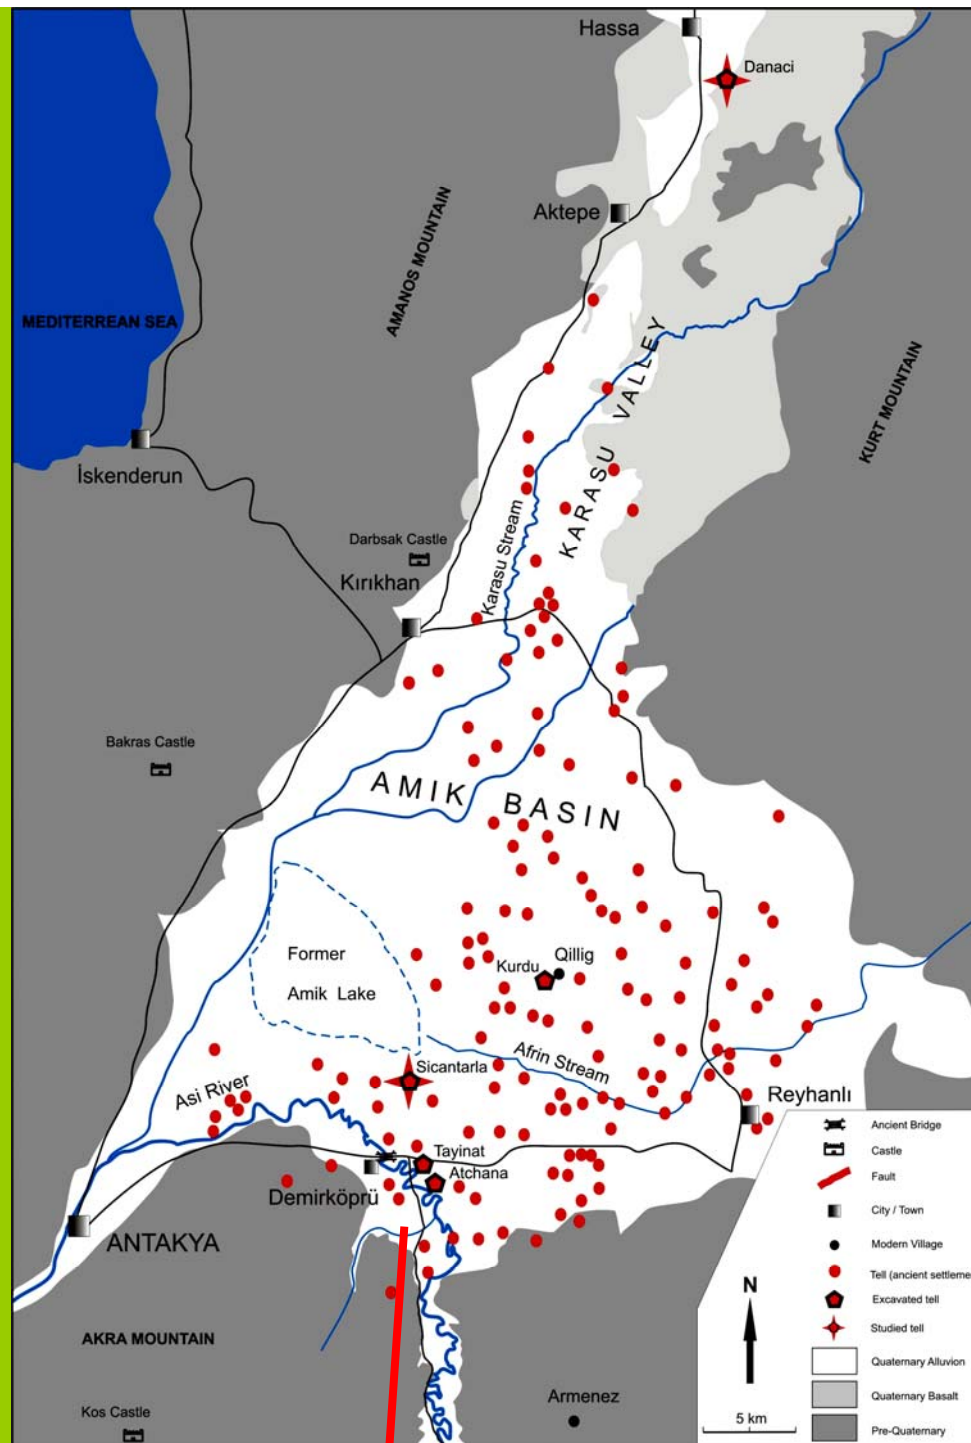 Hassa
Danaci
Aktepe
AMANOS MOUNTAIN
MEDITERREAN SEA
KARASU VALLEY
KURT MOUNTAIN
İskenderun
Darbsak Castle
Karasu Stream
Kırıkhan
Bakras Castle
AMIK BASIN
Former
Amik Lake
Kurdu
Qillig
Sicantarla
Afrin Stream
Asi River
Reyhanlı
Tayinat
Atchana
Demirköprü
ANTAKYA
AKRA MOUNTAIN
Kos Castle
Armenez
Ancient Bridge
Castle
Fault
City / Town
Modern Village
Tell (ancient settleme
Excavated tell
Studied tell
Quaternary Alluvion
Quaternary Basalt
Pre-Quaternary
N
5 km